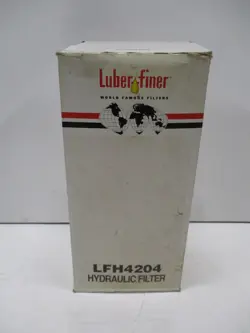 Luber-finer
WORLD FAMOUS FILTERS
LFH4204
HYDRAULIC FILTER